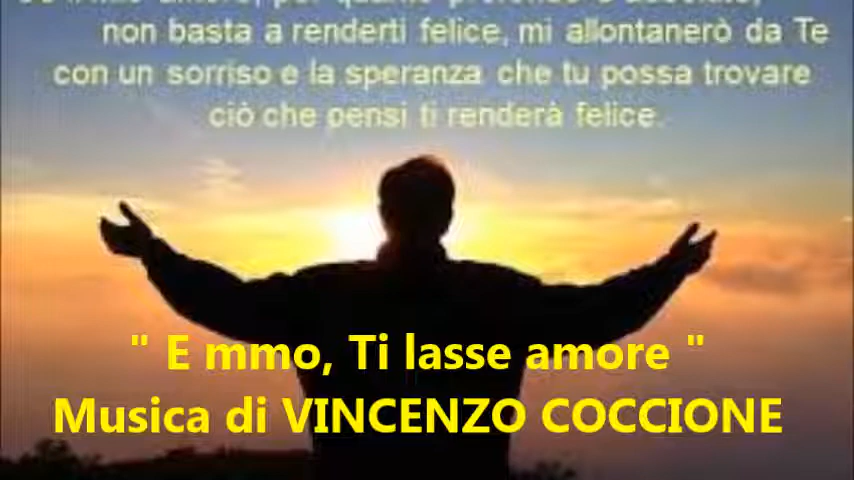 non basta a renderti felice, mi allontanerò da Te
con un sorriso e la speranza che tu possa trovare
ciò che pensi ti renderà felice.
" E mmo, Ti lasse amore "
Musica di VINCENZO COCCIONE